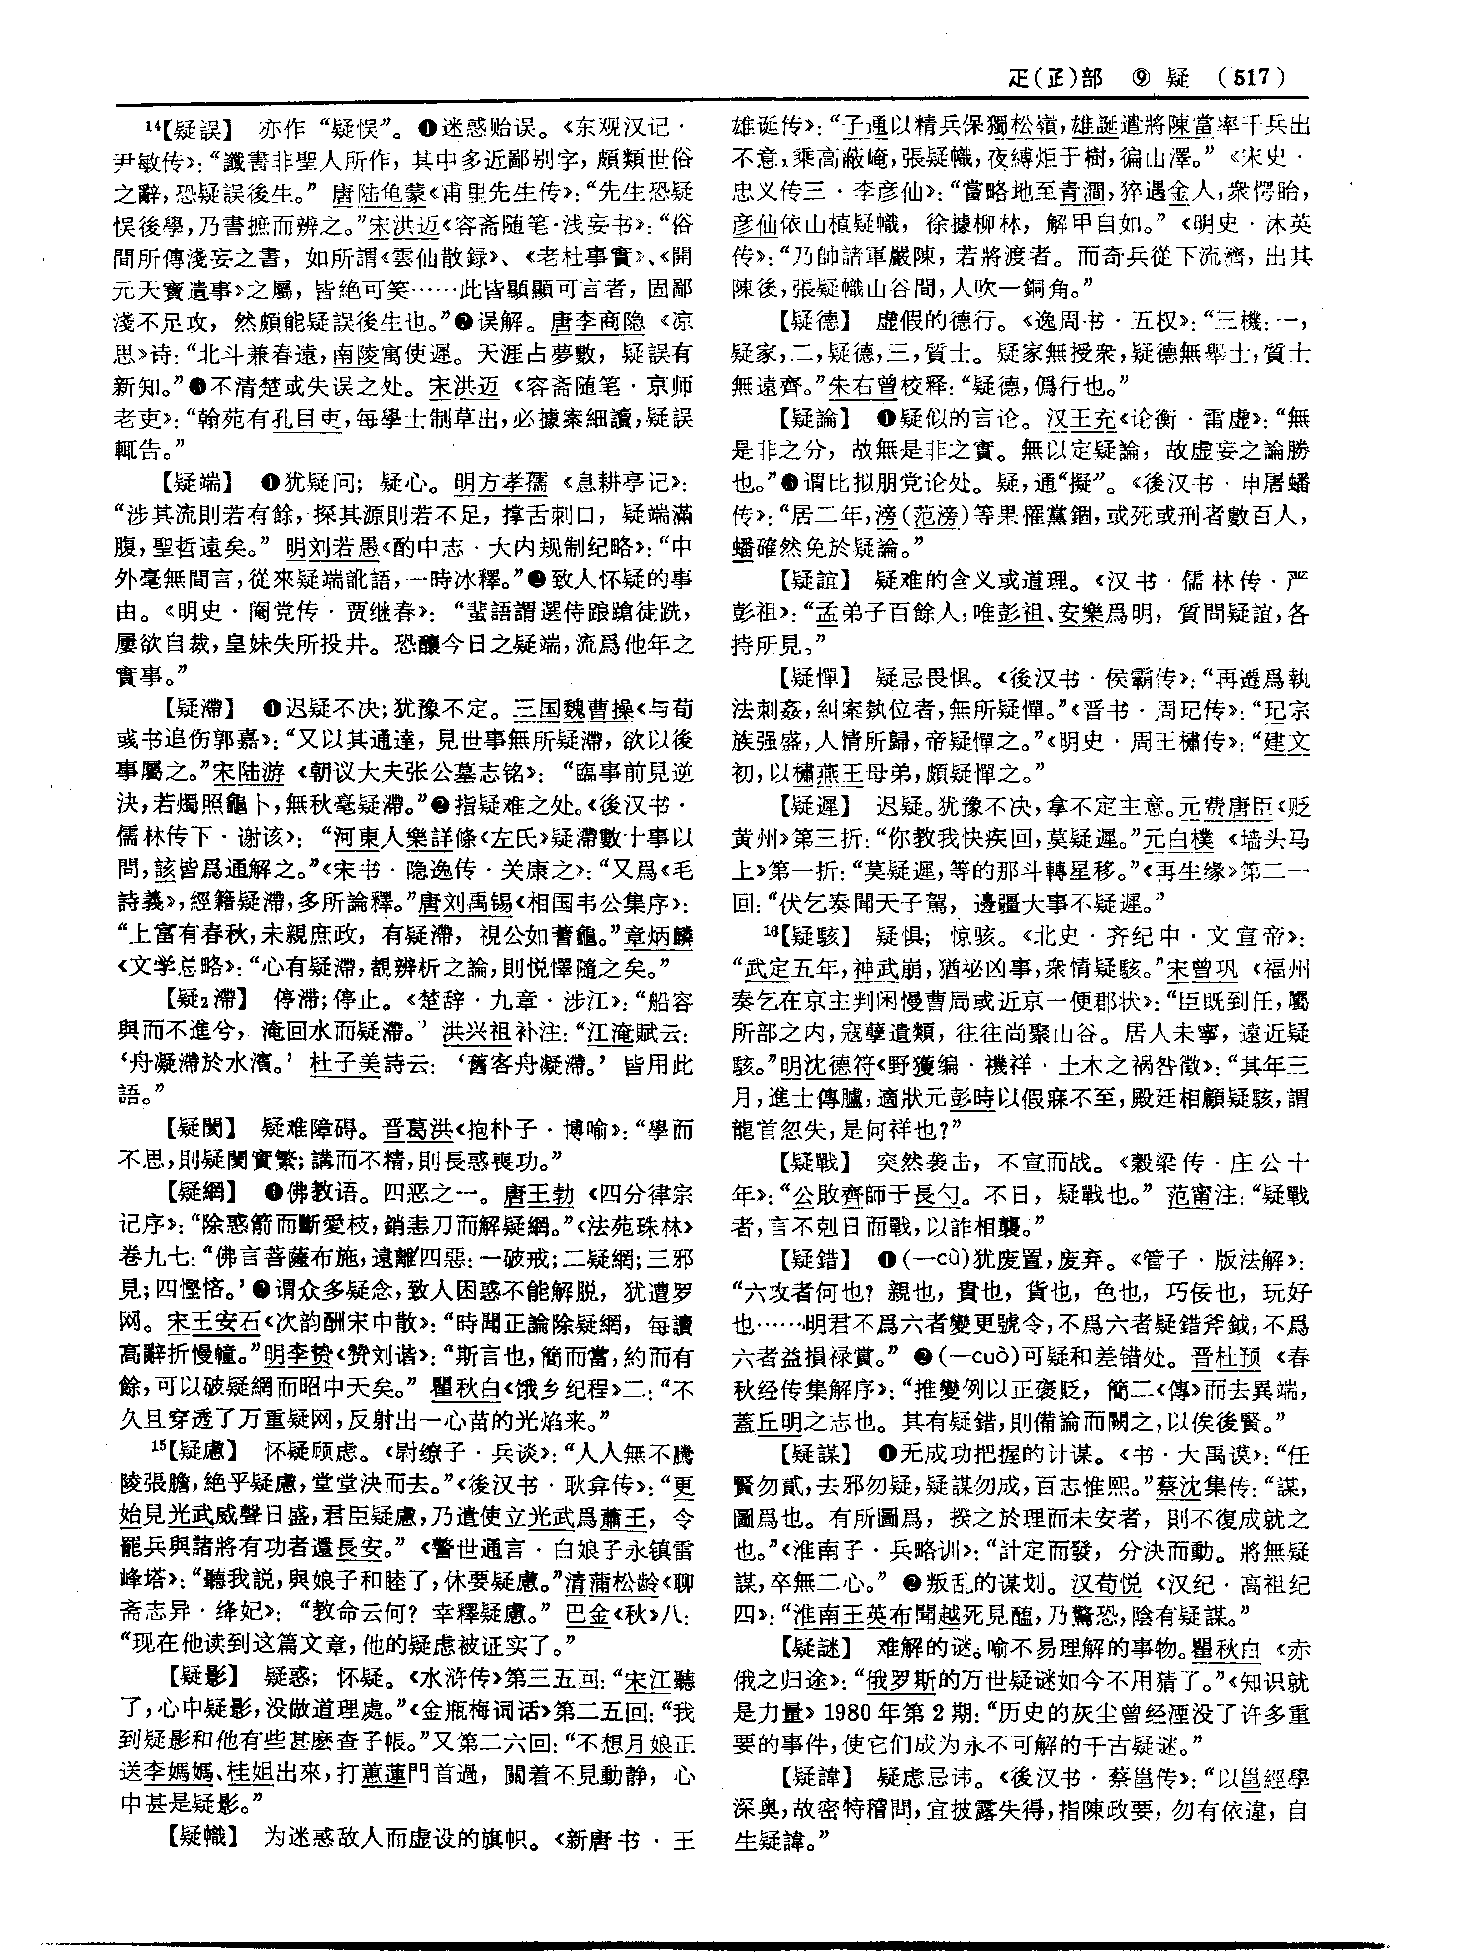 疋(𤴔)部 ⑨ 疑 (517)
¹⁴【疑誤】 亦作“疑悮”。❶迷惑贻误。《东观汉记·
尹敏传》：“讖書非聖人所作，其中多近鄙别字，頗類世俗
之辭，恐疑誤後生。” 唐陆龟蒙《甫里先生传》：“先生恐疑
悮後學，乃書摭而辨之。”宋洪迈《容斋随笔·浅妄书》：“俗
間所傳淺妄之書，如所謂《雲仙散録》、《老杜事實》、《開
元天寶遺事》之屬，皆絶可笑……此皆顯顯可言者，固鄙
淺不足攻，然頗能疑誤後生也。”❷误解。唐李商隐《凉
思》诗：“北斗兼春遠，南陵寓使遲。天涯占夢數，疑誤有
新知。”❸不清楚或失误之处。宋洪迈《容斋随笔·京师
老吏》：“翰苑有孔目吏，每學士制草出，必據案細讀，疑誤
輒告。”
【疑端】 ❶犹疑问；疑心。明方孝孺《息耕亭记》：
“涉其流則若有餘，探其源則若不足，撑舌刺口，疑端滿
腹，聖哲遠矣。” 明刘若愚《酌中志·大内规制纪略》：“中
外毫無間言，從來疑端訛語，一時冰釋。”❷致人怀疑的事
由。《明史·阉党传·贾继春》：“蜚語謂選侍踉蹌徒跣，
屢欲自裁，皇妹失所投井。恐釀今日之疑端，流爲他年之
實事。”
【疑滯】 ❶迟疑不决；犹豫不定。三国魏曹操《与荀
彧书追伤郭嘉》：“又以其通達，見世事無所疑滯，欲以後
事屬之。”宋陆游《朝议大夫张公墓志铭》：“臨事前見逆
決，若燭照龜卜，無秋毫疑滯。”❷指疑难之处。《後汉书·
儒林传下·谢该》：“河東人樂詳條《左氏》疑滯數十事以
問，該皆爲通解之。”《宋书·隐逸传·关康之》：“又爲《毛
詩義》，經籍疑滯，多所論釋。”唐刘禹锡《相国韦公集序》：
“上富有春秋，未親庶政，有疑滯，視公如蓍龜。”章炳麟
《文学总略》：“心有疑滯，覩辨析之論，則悦懌隨之矣。”
【疑₂滯】 停滞；停止。《楚辞·九章·涉江》：“船容
與而不進兮，淹回水而疑滯。” 洪兴祖补注：“江淹賦云：
‘舟凝滯於水濱。’ 杜子美詩云：‘舊客舟凝滯。’ 皆用此
語。”
【疑閡】 疑难障碍。晋葛洪《抱朴子·博喻》：“學而
不思，則疑閡實繁；講而不精，則長惑喪功。”
【疑網】 ❶佛教语。四恶之一。唐王勃《四分律宗
记序》：“除惑箭而斷愛枝，銷恚刀而解疑網。”《法苑珠林》
卷九七：“佛言菩薩布施，遠離四惡：一破戒；二疑網；三邪
見；四慳悋。”❷谓众多疑念，致人困惑不能解脱，犹遭罗
网。宋王安石《次韵酬宋中散》：“時聞正論除疑網，每讀
高辭折慢幢。”明李贽《赞刘谐》：“斯言也，簡而當，約而有
餘，可以破疑網而昭中天矣。” 瞿秋白《饿乡纪程》二：“不
久且穿透了万重疑网，反射出一心苗的光焰来。”
¹⁵【疑慮】 怀疑顾虑。《尉缭子·兵谈》：“人人無不騰
陵張膽，絶乎疑慮，堂堂決而去。”《後汉书·耿弇传》：“更
始見光武威聲日盛，君臣疑慮，乃遣使立光武爲蕭王，令
罷兵與諸將有功者還長安。” 《警世通言·白娘子永镇雷
峰塔》：“聽我説，與娘子和睦了，休要疑慮。”清蒲松龄《聊
斋志异·绛妃》：“教命云何？幸釋疑慮。” 巴金《秋》八：
“现在他读到这篇文章，他的疑虑被证实了。”
【疑影】 疑惑；怀疑。《水浒传》第三五回：“宋江聽
了，心中疑影，没做道理處。”《金瓶梅词话》第二五回：“我
到疑影和他有些甚麽查子帳。”又第二六回：“不想月娘正
送李媽媽、桂姐出來，打蕙蓮門首過，關着不見動静，心
中甚是疑影。”
【疑幟】 为迷惑敌人而虚设的旗帜。《新唐书·王
雄诞传》：“子通以精兵保獨松嶺，雄誕遣將陳當率千兵出
不意，乘高蔽崦，張疑幟，夜縛炬于樹，徧山澤。” 《宋史·
忠义传三·李彦仙》：“嘗略地至青澗，猝遇金人，衆愕眙，
彦仙依山植疑幟，徐據柳林，解甲自如。” 《明史·沐英
传》：“乃帥諸軍嚴陳，若將渡者。而奇兵從下流濟，出其
陳後，張疑幟山谷間，人吹一銅角。”
【疑德】 虚假的德行。《逸周书·五权》：“三機：一，
疑家，二，疑德，三，質士。疑家無授衆，疑德無舉士，質士
無遠齊。”朱右曾校释：“疑德，僞行也。”
【疑論】 ❶疑似的言论。汉王充《论衡·雷虚》：“無
是非之分，故無是非之實。無以定疑論，故虚妄之論勝
也。”❷谓比拟朋党论处。疑，通“擬”。《後汉书·申屠蟠
传》：“居二年，滂（范滂）等果罹黨錮，或死或刑者數百人，
蟠確然免於疑論。”
【疑誼】 疑难的含义或道理。《汉书·儒林传·严
彭祖》：“孟弟子百餘人，唯彭祖、安樂爲明，質問疑誼，各
持所見。”
【疑憚】 疑忌畏惧。《後汉书·侯霸传》：“再遷爲執
法刺姦，糾案埶位者，無所疑憚。”《晋书·周玘传》：“玘宗
族强盛，人情所歸，帝疑憚之。”《明史·周王橚传》：“建文
初，以橚燕王母弟，頗疑憚之。”
【疑遲】 迟疑。犹豫不决，拿不定主意。元费唐臣《贬
黄州》第三折：“你教我快疾回，莫疑遲。”元白樸《墙头马
上》第一折：“莫疑遲，等的那斗轉星移。”《再生缘》第二一
回：“伏乞奏聞天子駕，邊疆大事不疑遲。”
¹⁶【疑駭】 疑惧；惊骇。《北史·齐纪中·文宣帝》：
“武定五年，神武崩，猶祕凶事，衆情疑駭。”宋曾巩《福州
奏乞在京主判闲慢曹局或近京一便郡状》：“臣既到任，屬
所部之内，寇孽遺類，往往尚聚山谷。居人未寧，遠近疑
駭。”明沈德符《野獲编·禨祥·土木之祸咎徵》：“其年三
月，進士傳臚，適狀元彭時以假寐不至，殿廷相顧疑駭，謂
龍首忽失，是何祥也？”
【疑戰】 突然袭击，不宣而战。《穀梁传·庄公十
年》：“公敗齊師于長勺。不日，疑戰也。” 范甯注：“疑戰
者，言不剋日而戰，以詐相襲。”
【疑錯】 ❶(—cù)犹废置，废弃。《管子·版法解》：
“六攻者何也？親也，貴也，貨也，色也，巧佞也，玩好
也……明君不爲六者變更號令，不爲六者疑錯斧鉞，不爲
六者益損禄賞。” ❷(—cuò)可疑和差错处。晋杜预《春
秋经传集解序》：“推變例以正褒貶，簡二《傳》而去異端，
蓋丘明之志也。其有疑錯，則備論而闕之，以俟後賢。”
【疑謀】 ❶无成功把握的计谋。《书·大禹谟》：“任
賢勿貳，去邪勿疑，疑謀勿成，百志惟熙。”蔡沈集传：“謀，
圖爲也。有所圖爲，揆之於理而未安者，則不復成就之
也。”《淮南子·兵略训》：“計定而發，分決而動。將無疑
謀，卒無二心。” ❷叛乱的谋划。汉荀悦《汉纪·高祖纪
四》：“淮南王英布聞越死見醢，乃驚恐，陰有疑謀。”
【疑謎】 难解的谜。喻不易理解的事物。瞿秋白《赤
俄之归途》：“俄罗斯的万世疑谜如今不用猜了。”《知识就
是力量》1980年第2期：“历史的灰尘曾经湮没了许多重
要的事件，使它们成为永不可解的千古疑谜。”
【疑諱】 疑虑忌讳。《後汉书·蔡邕传》：“以邕經學
深奥，故密特稽問，宜披露失得，指陳政要，勿有依違，自
生疑諱。”